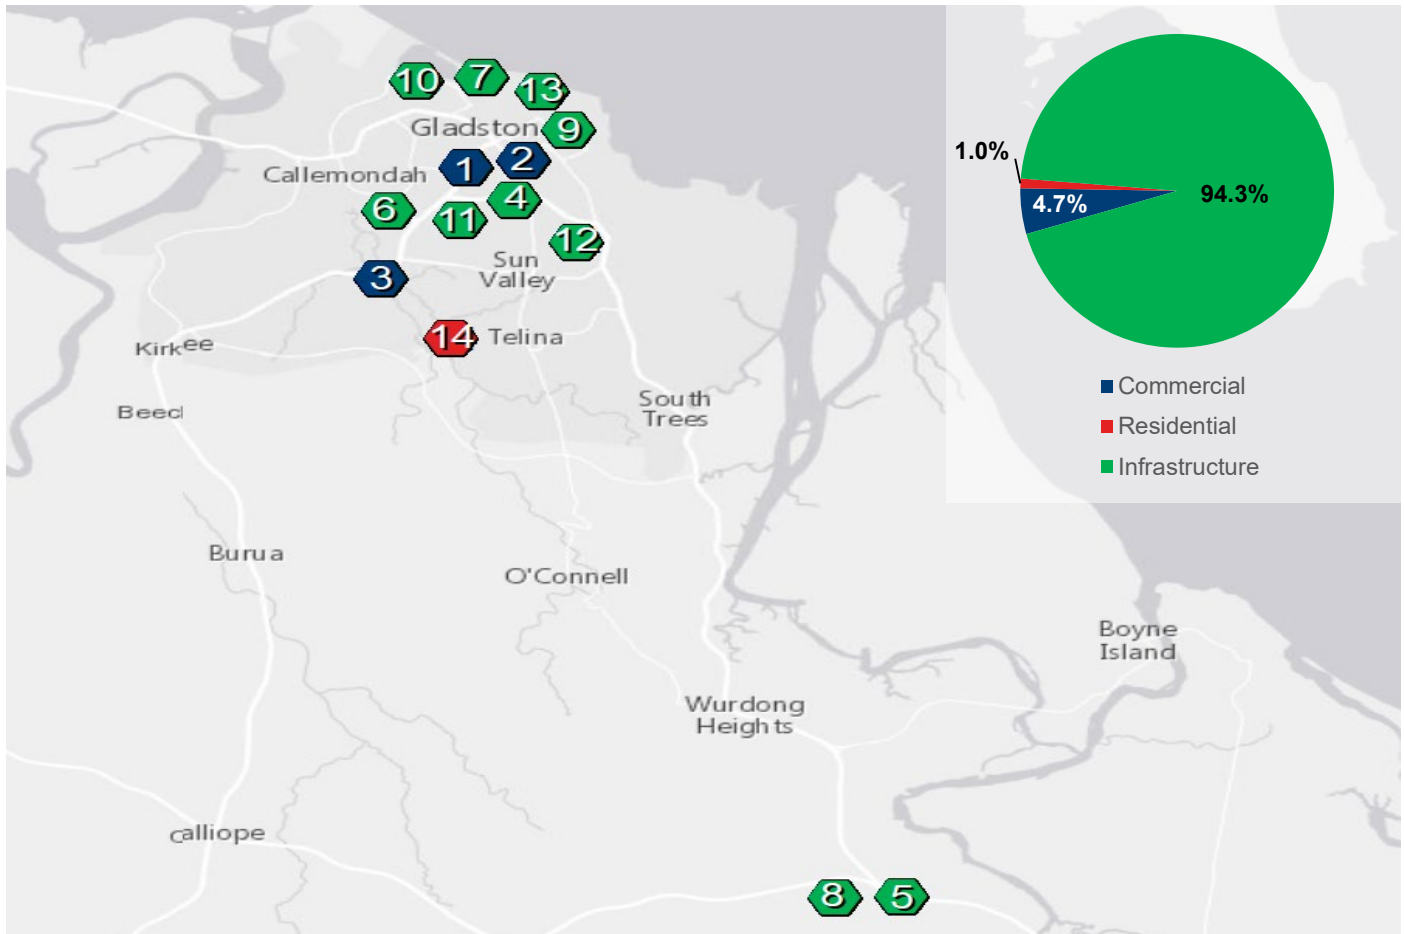 10
7
13
Gladston
9
1
2
Callemondah
6
11
4
12
Sun
Valley
3
14
Telina
Kirkee
Beecl
South
Trees
Burua
O'Connell
Boyne
Island
Wurdong
Heights
Calliope
8
5
1.0%
4.7%
94.3%
Commercial
Residential
Infrastructure